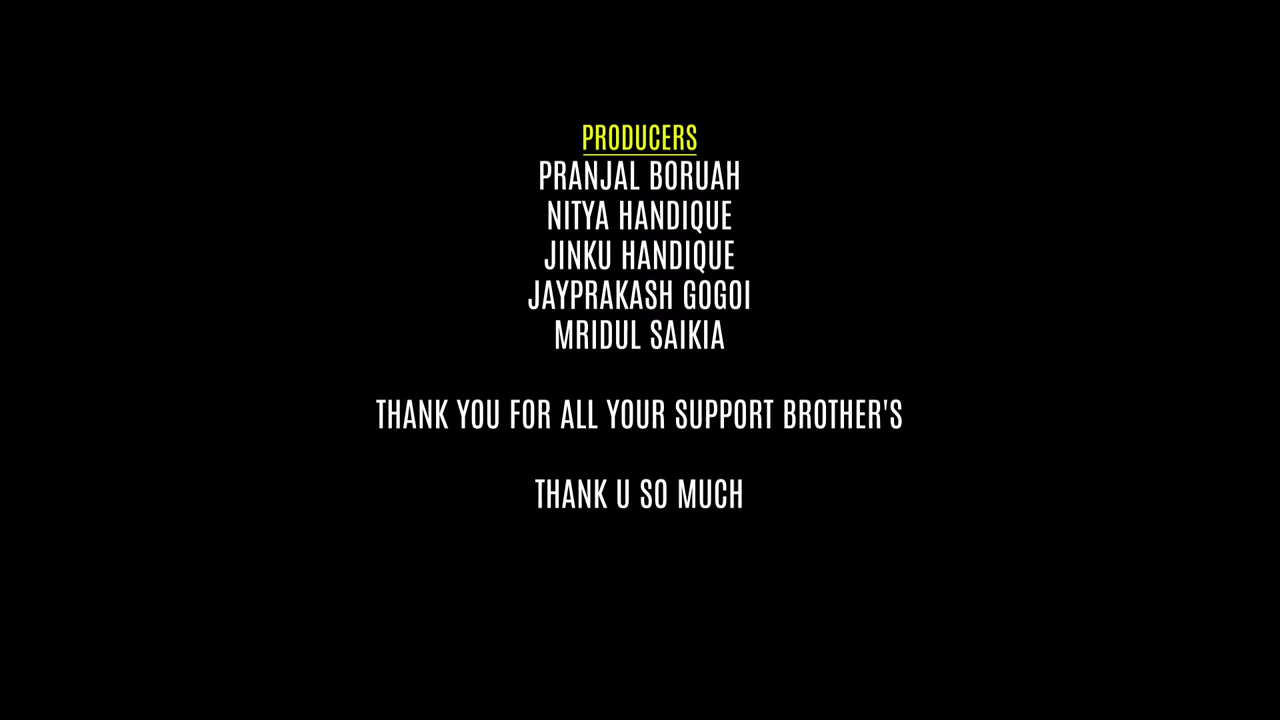 PRODUCERS
PRANJAL BORUAH
NITYA HANDIQUE
JINKU HANDIQUE
JAYPRAKASH GOGOI
MRIDUL SAIKIA
THANK YOU FOR ALL YOUR SUPPORT BROTHER'S
THANK U SO MUCH